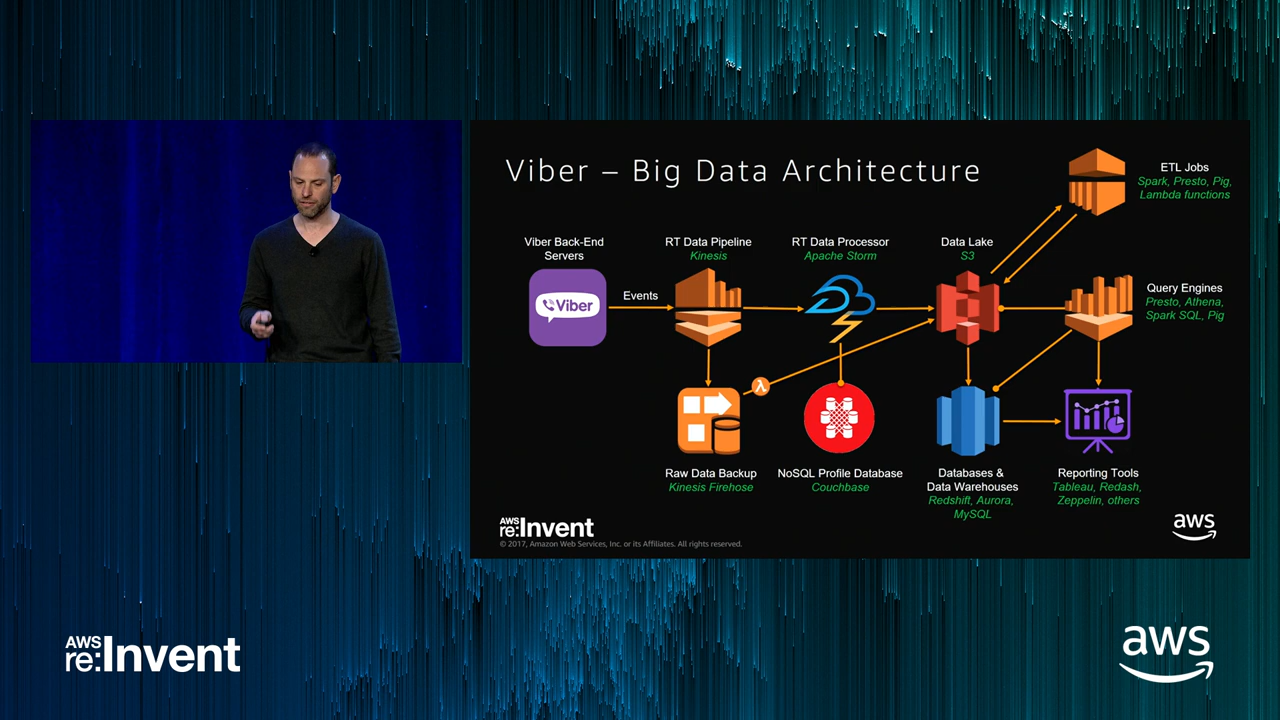 Viber – Big Data Architecture
ETL Jobs
Spark, Presto, Pig,
Lambda functions
Viber Back-End
Servers
RT Data Pipeline
Kinesis
RT Data Processor
Apache Storm
Data Lake
S3
Query Engines
Presto, Athena,
Spark SQL, Pig
Viber
Events
λ
Raw Data Backup
Kinesis Firehose
NoSQL Profile Database
Couchbase
Databases &
Data Warehouses
Redshift, Aurora,
MySQL
Reporting Tools
Tableau, Redash,
Zeppelin, others
AWS
re:Invent
© 2017, Amazon Web Services, Inc. or its Affiliates. All rights reserved.
aws
AWS
re:Invent
aws